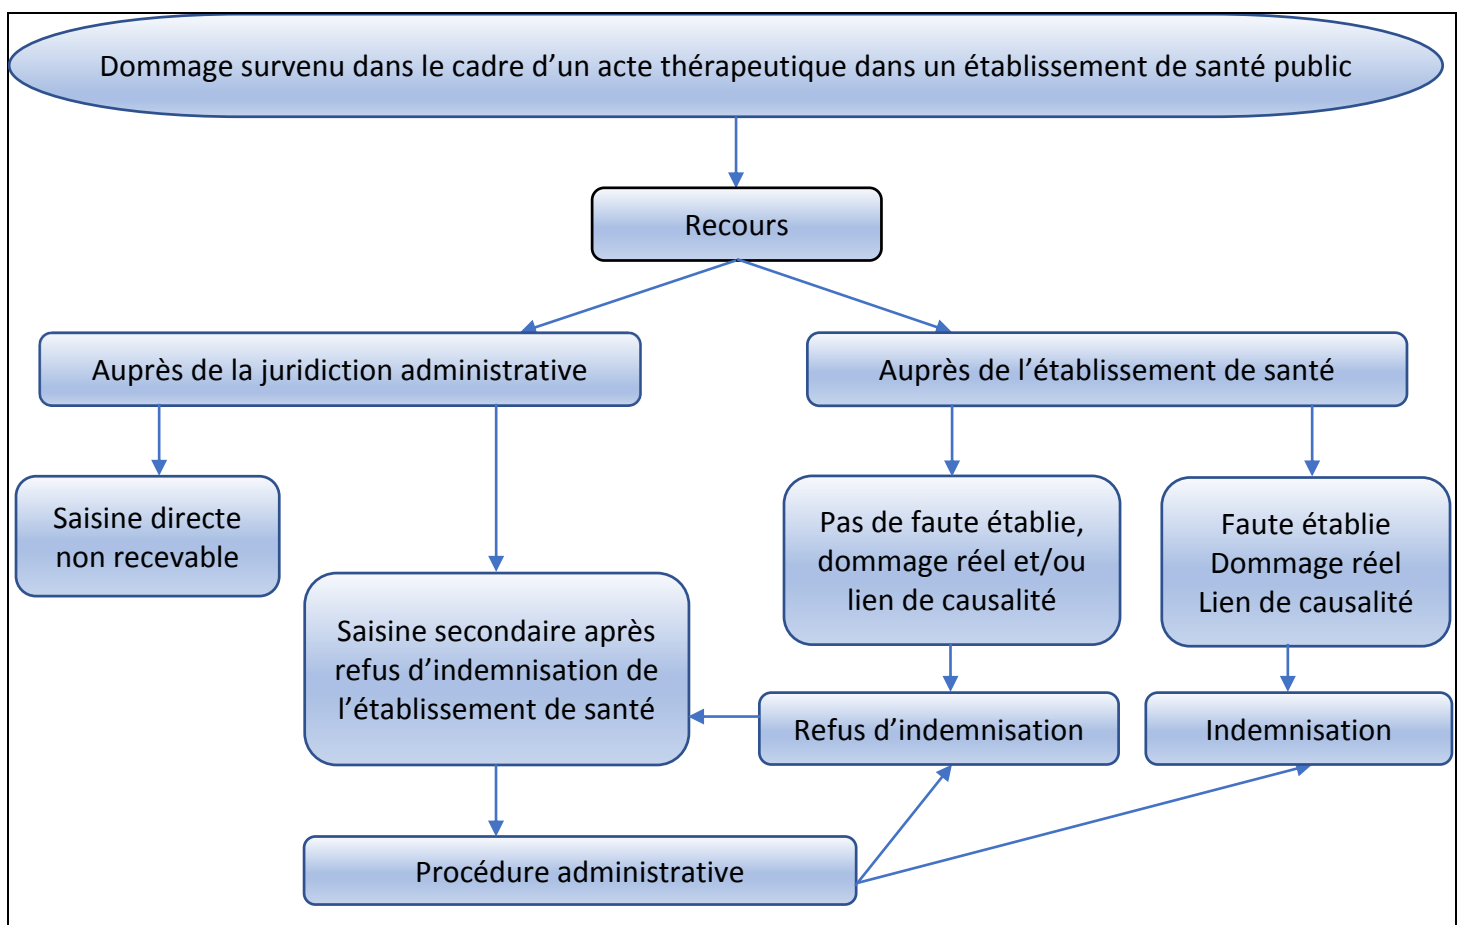 Dommage survenu dans le cadre d’un acte thérapeutique dans un établissement de santé public
Recours
Auprès de la juridiction administrative
Auprès de l’établissement de santé
Saisine directe
non recevable
Pas de faute établie,
dommage réel et/ou
lien de causalité
Faute établie
Dommage réel
Lien de causalité
Saisine secondaire après
refus d’indemnisation de
l’établissement de santé
Refus d’indemnisation
Indemnisation
Procédure administrative